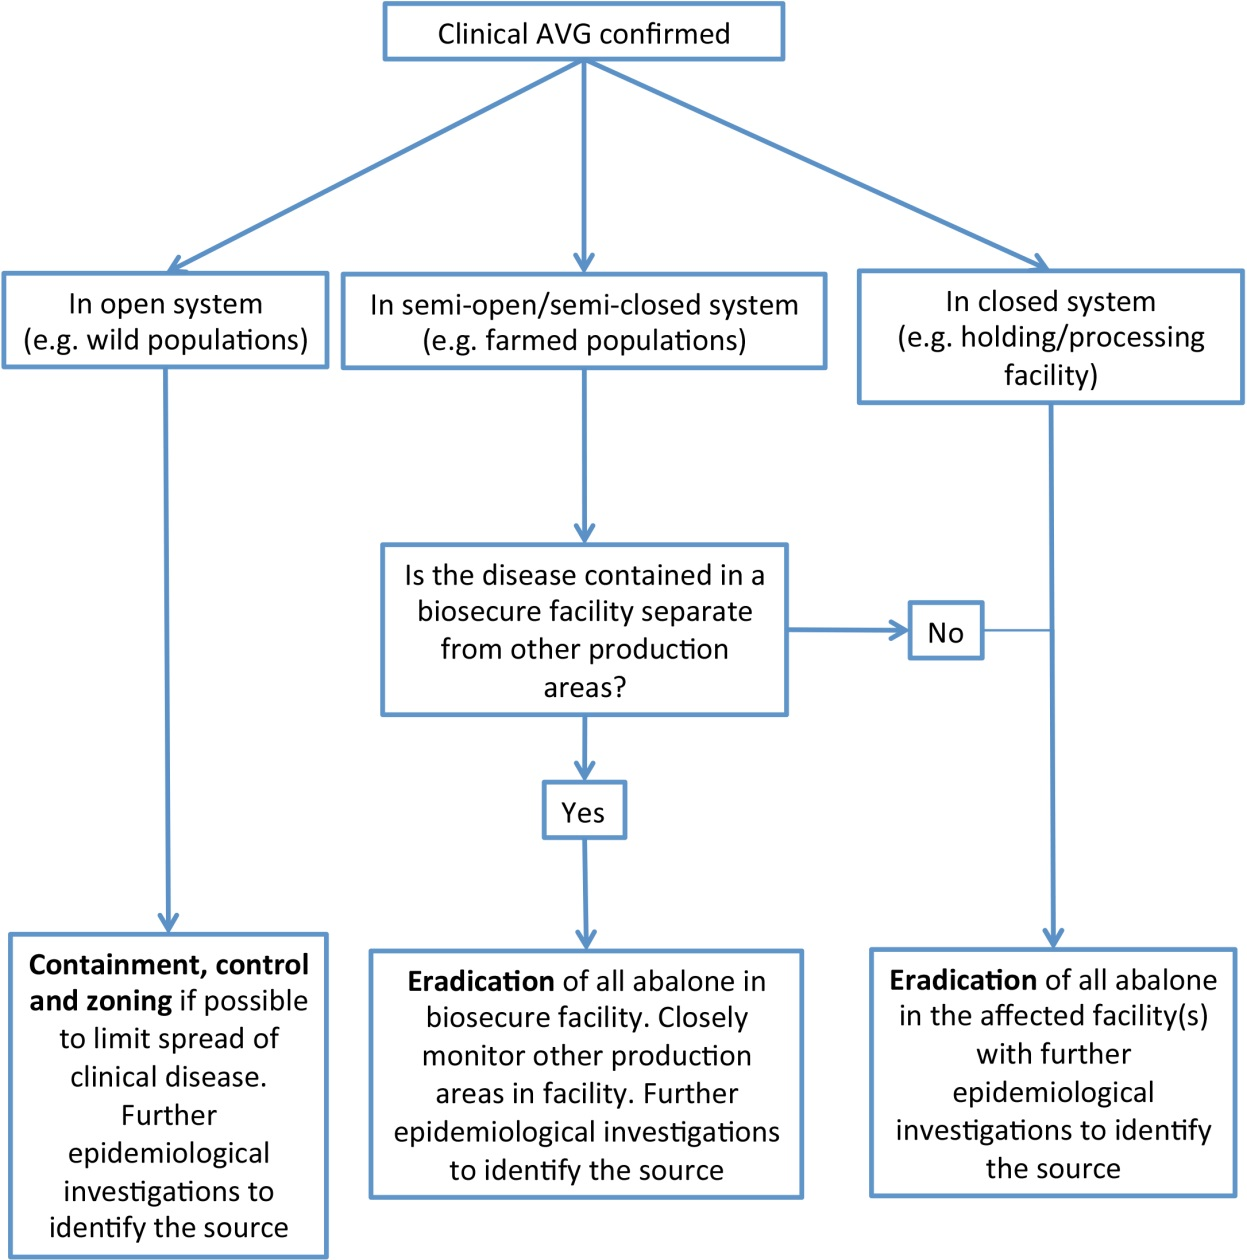 Clinical AVG confirmed
In open system
(e.g. wild populations)
In semi-open/semi-closed system
(e.g. farmed populations)
In closed system
(e.g. holding/processing
facility)
Is the disease contained in a
biosecure facility separate
from other production
areas?
No
Yes
Containment, control
and zoning if possible
to limit spread of
clinical disease.
Further
epidemiological
investigations to
identify the source
Eradication of all abalone in
biosecure facility. Closely
monitor other production
areas in facility. Further
epidemiological investigations
to identify the source
Eradication of all abalone
in the affected facility(s)
with further
epidemiological
investigations to identify
the source